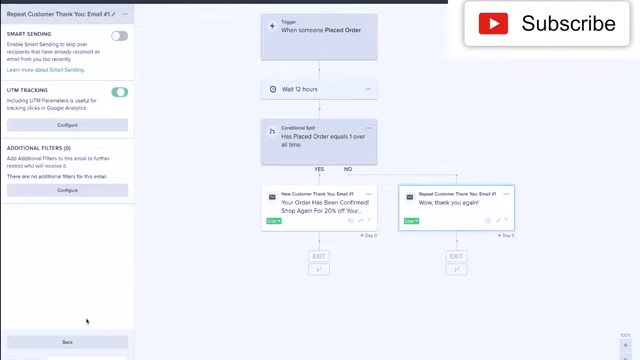 Repeat Customer Thank You: Email #1
SMART SENDING
Enable Smart Sending to skip over
recipients that have already received an
email from you too recently.
Learn more about Smart Sending.
UTM TRACKING
Including UTM Parameters is useful for
tracking clicks in Google Analytics.
Configure
ADDITIONAL FILTERS (0)
Add Additional Filters to this email to further
restrict who will receive it.
There are no additional filters for this email.
Configure
Back
Trigger
When someone Placed Order.
Wait 12 hours
Conditional Split
Has Placed Order equals 1 over
all time.
YES
NO
New Customer Thank You: Email #1
Your Order Has Been Confirmed!
Shop Again For 20% off Your...
Live
Day 0
EXIT
Repeat Customer Thank You: Email #1
Wow, thank you again!
Live
Day 0
EXIT
Subscribe
100%